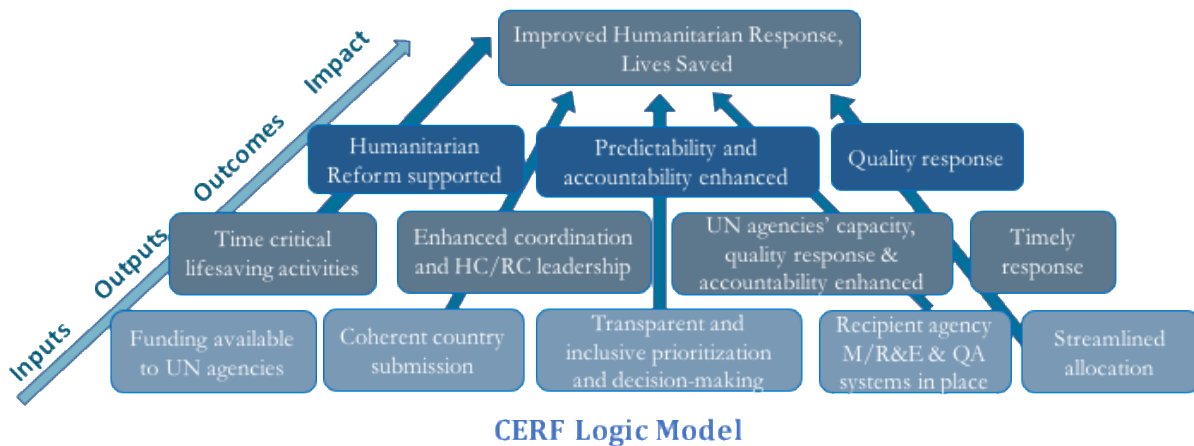 Improved Humanitarian Response,
Lives Saved
Impact
Outcomes
Outputs
Inputs
Humanitarian
Reform supported
Predictability and
accountability enhanced
Quality response
Time critical
lifesaving activities
Enhanced coordination
and HC/RC leadership
UN agencies' capacity,
quality response &
accountability enhanced
Timely
response
Funding available
to UN agencies
Coherent country
submission
Transparent and
inclusive prioritization
and decision-making
Recipient agency
M/R&E & QA
systems in place
Streamlined
allocation
CERF Logic Model